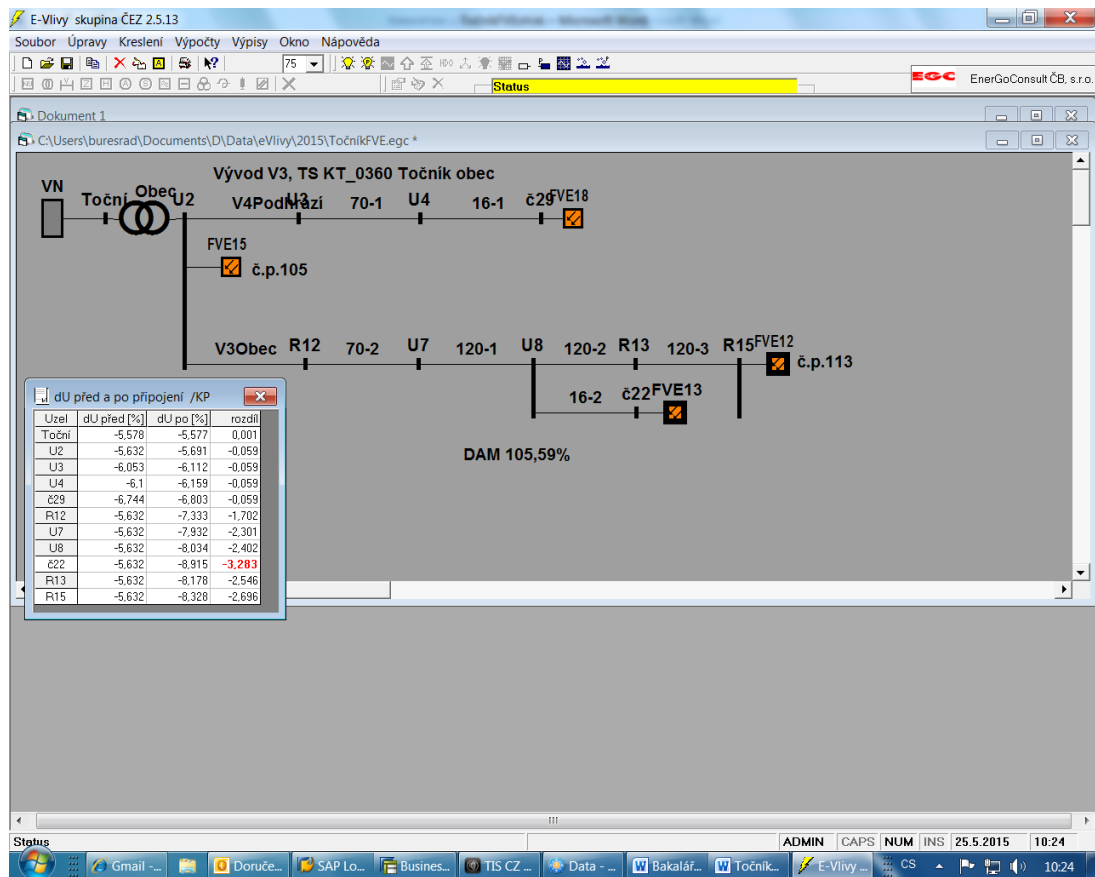 E-Vlivy skupina ČEZ 2.5.13
Soubor Úpravy Kreslení Výpočty Výpisy Okno Nápověda
75
Status
EGC EnerGoConsult ČB, s.r.o.
Dokument 1
C:\Users\buresrad\Documents\D\Data\eVlivy\2015\TočníkFVE.egc *
Vývod V3, TS KT_0360 Točník obec
VN Toční Obec U2 V4Podhrází U3 70-1 U4 16-1 č29 FVE18
FVE15
č.p.105
V3Obec R12 70-2 U7 120-1 U8 120-2 R13 120-3 R15 FVE12
č.p.113
16-2 č22 FVE13
DAM 105,59%
dU před a po připojení /KP
Uzel dU před [%] dU po [%] rozdíl
Toční -5,578 -5,577 0,001
U2 -5,632 -5,691 -0,059
U3 -6,053 -6,112 -0,059
U4 -6,1 -6,159 -0,059
č29 -6,744 -6,803 -0,059
R12 -5,632 -7,333 -1,702
U7 -5,632 -7,932 -2,301
U8 -5,632 -8,034 -2,402
č22 -5,632 -8,915 -3,283
R13 -5,632 -8,178 -2,546
R15 -5,632 -8,328 -2,696
Status ADMIN CAPS NUM INS 25.5.2015 10:24
Gmail -... Doruče... SAP Lo... Busines... TIS CZ ... Data - ... Bakalář... Točník... E-Vlivy ... CS 10:24